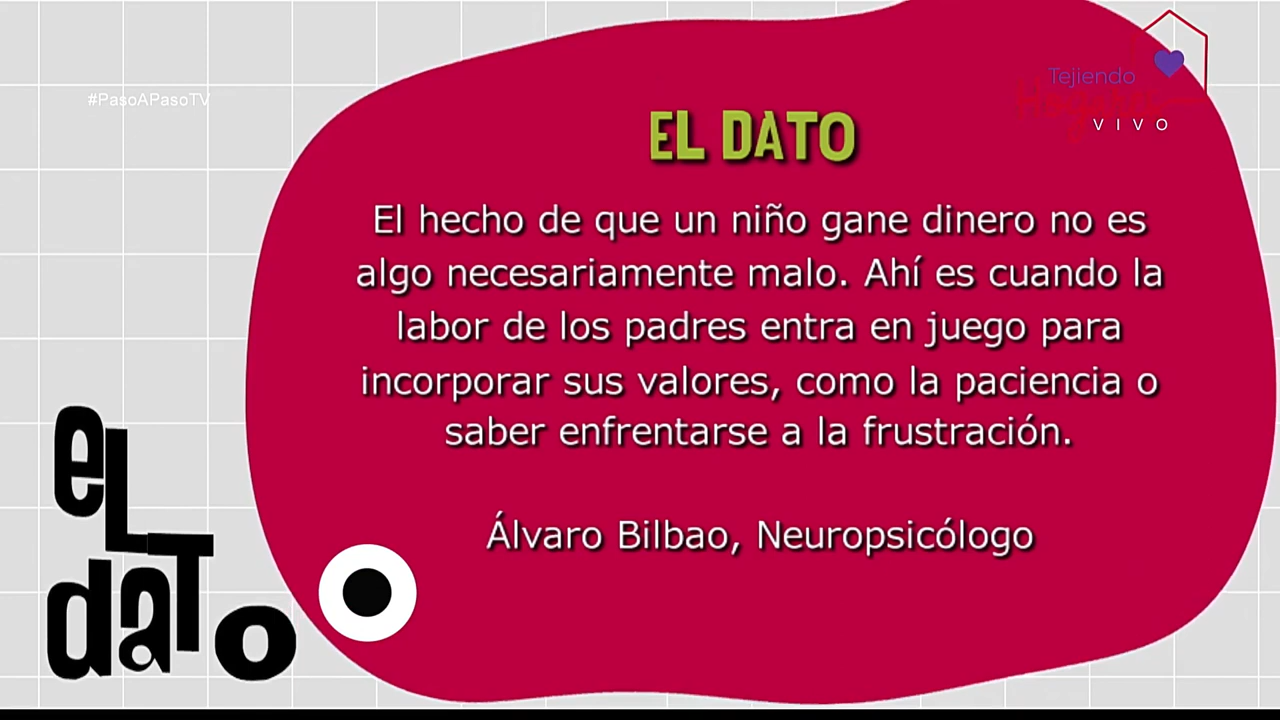 #PasoAPasoTV
Tejiendo
Hogares
VIVO
EL DATO
El hecho de que un niño gane dinero no es
algo necesariamente malo. Ahí es cuando la
labor de los padres entra en juego para
incorporar sus valores, como la paciencia o
saber enfrentarse a la frustración.
Álvaro Bilbao, Neuropsicólogo
eL
daTo